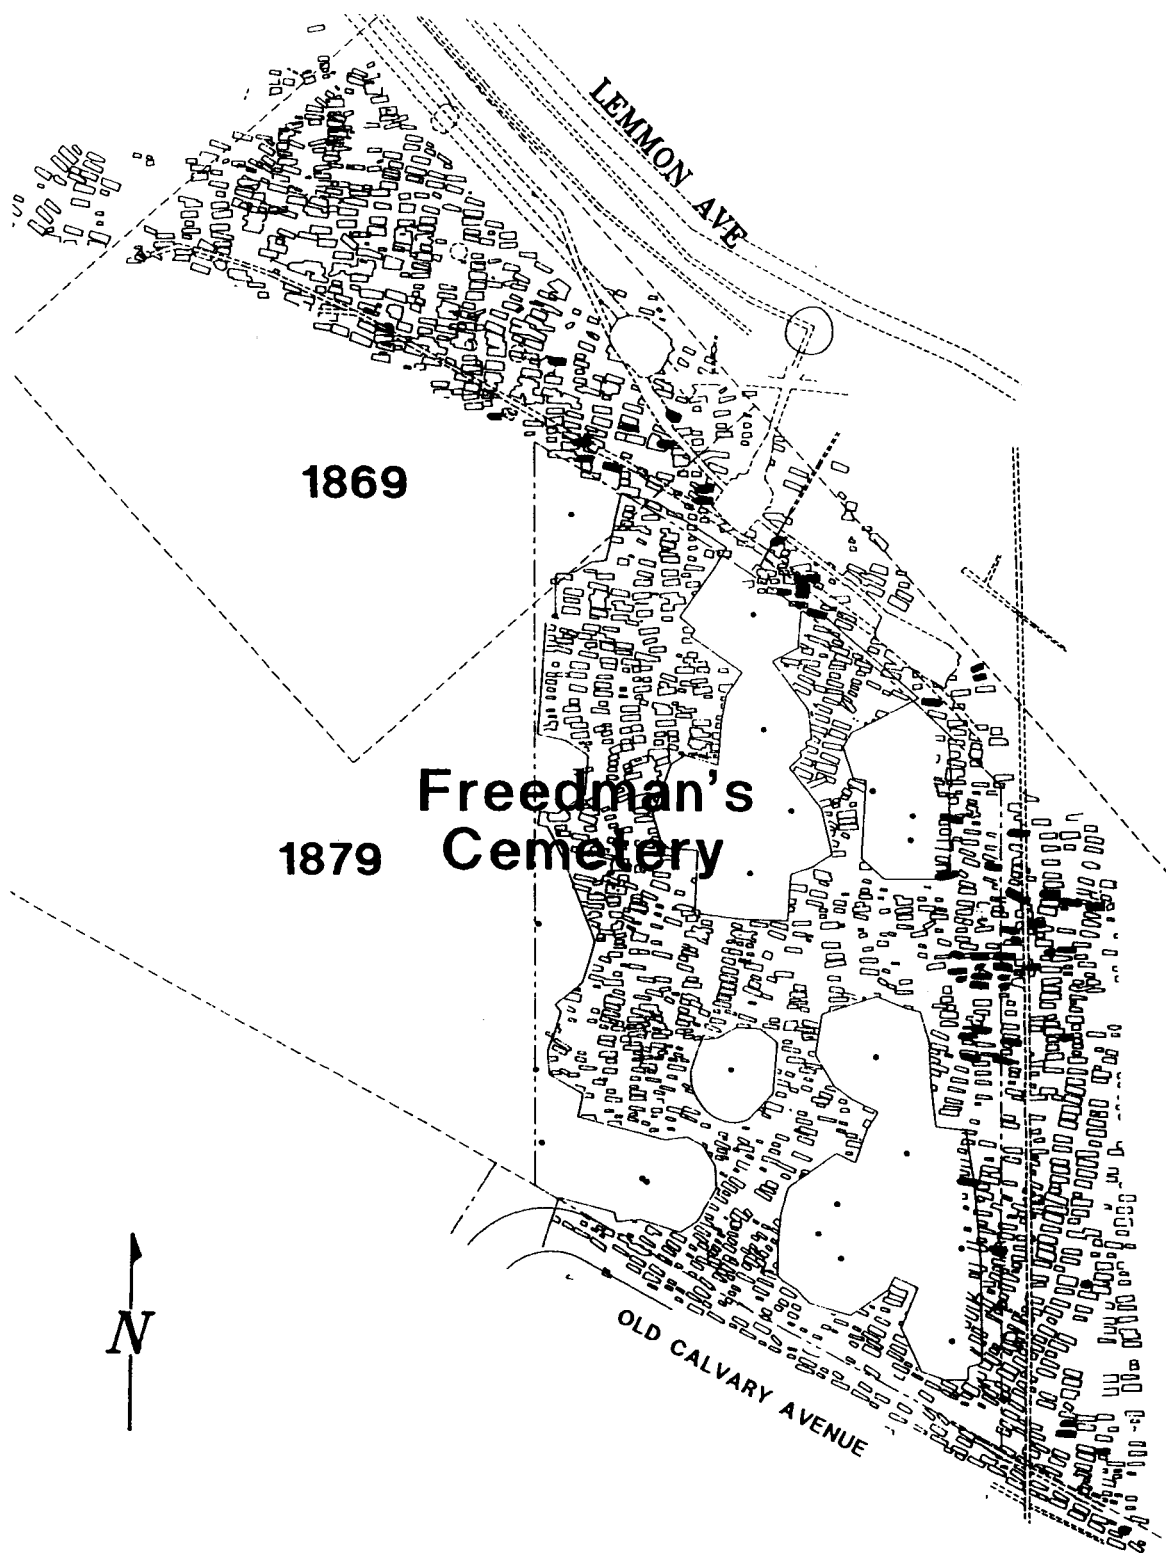 LEMMON AVE
1869
Freedman's
Cemetery
1879
N
OLD CALVARY AVENUE